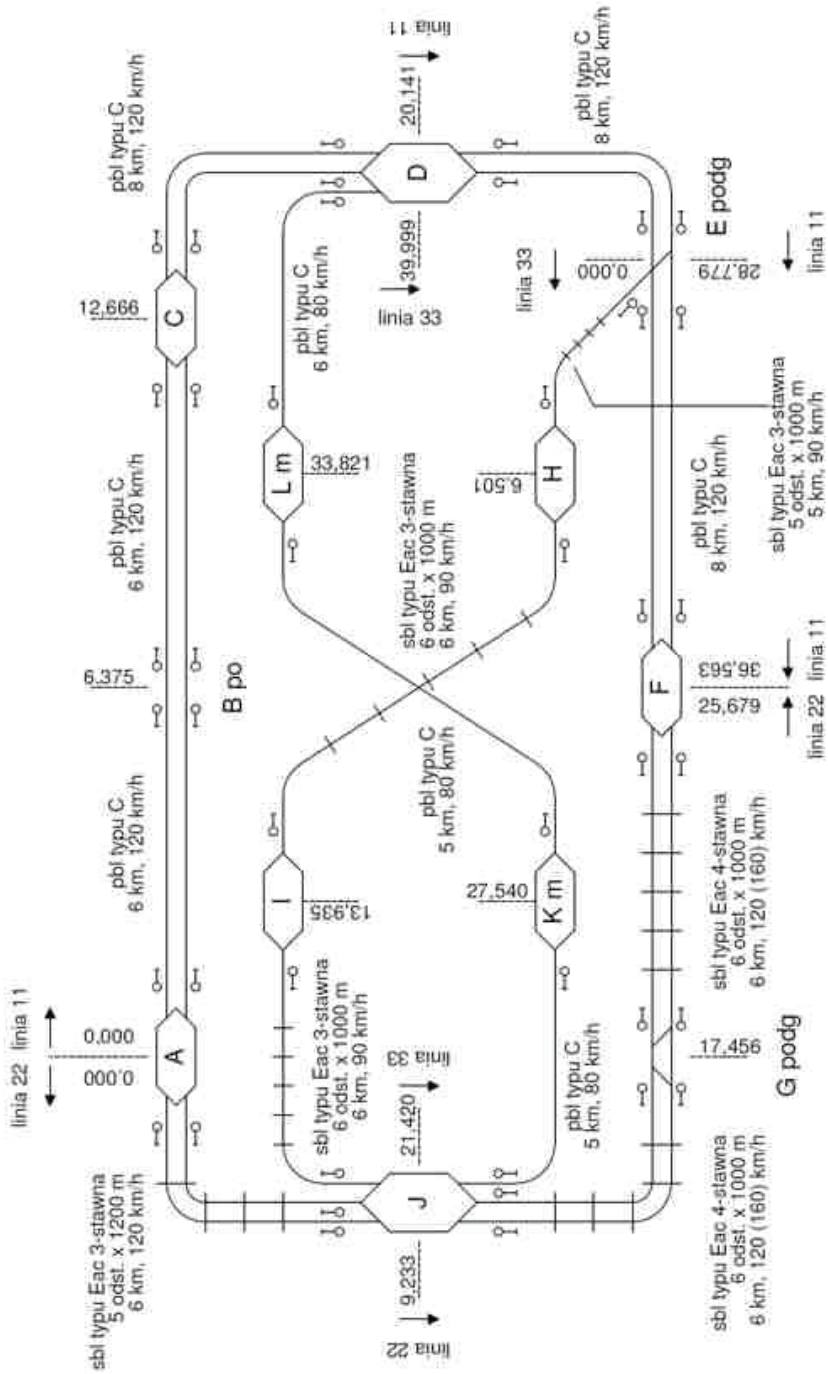 linia 22
linia 11
sbl typu Eac 3-stawna
5 odst. x 1200 m
6 km, 120 km/h
0,000
0,000
A
pbl typu C
6 km, 120 km/h
6,375
B po
pbl typu C
6 km, 120 km/h
12,666
C
pbl typu C
8 km, 120 km/h
I
13,935
sbl typu Eac 3-stawna
6 odst. x 1000 m
6 km, 90 km/h
L m
33,821
pbl typu C
6 km, 80 km/h
linia 22
9,233
J
21,420
linia 33
sbl typu Eac 3-stawna
6 odst. x 1000 m
6 km, 90 km/h
linia 33
39,999
D
20,141
linia 11
pbl typu C
5 km, 80 km/h
27,540
K m
pbl typu C
5 km, 80 km/h
6,501
H
linia 33
pbl typu C
8 km, 120 km/h
0,000
28,779
E podg
linia 11
sbl typu Eac 4-stawna
6 odst. x 1000 m
6 km, 120 (160) km/h
17,456
G podg
sbl typu Eac 4-stawna
6 odst. x 1000 m
6 km, 120 (160) km/h
F
25,679
36,563
linia 22
linia 11
pbl typu C
8 km, 120 km/h
sbl typu Eac 3-stawna
5 odst. x 1000 m
5 km, 90 km/h